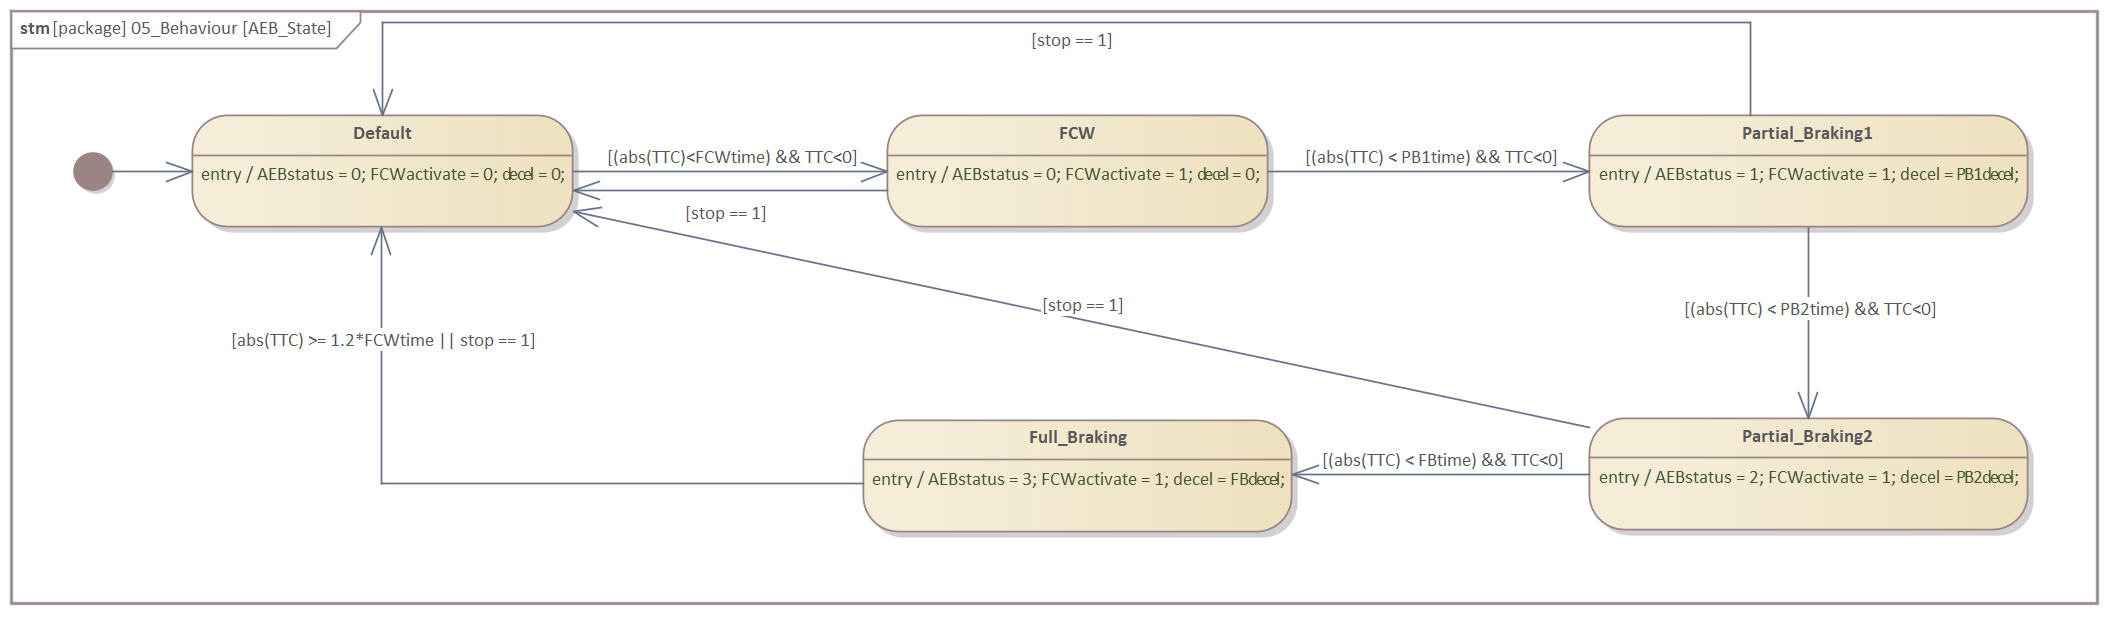 stm [package] 05_Behaviour [AEB_State]
[stop == 1]
Default
entry / AEBstatus = 0; FCWactivate = 0; decel = 0;
[(abs(TTC)<FCWtime) && TTC<0]
FCW
entry / AEBstatus = 0; FCWactivate = 1; decel = 0;
[(abs(TTC) < PB1time) && TTC<0]
Partial_Braking1
entry / AEBstatus = 1; FCWactivate = 1; decel = PB1decel;
[stop == 1]
[stop == 1]
[(abs(TTC) < PB2time) && TTC<0]
[abs(TTC) >= 1.2*FCWtime || stop == 1]
Full_Braking
entry / AEBstatus = 3; FCWactivate = 1; decel = FBdecel;
[(abs(TTC) < FBtime) && TTC<0]
Partial_Braking2
entry / AEBstatus = 2; FCWactivate = 1; decel = PB2decel;